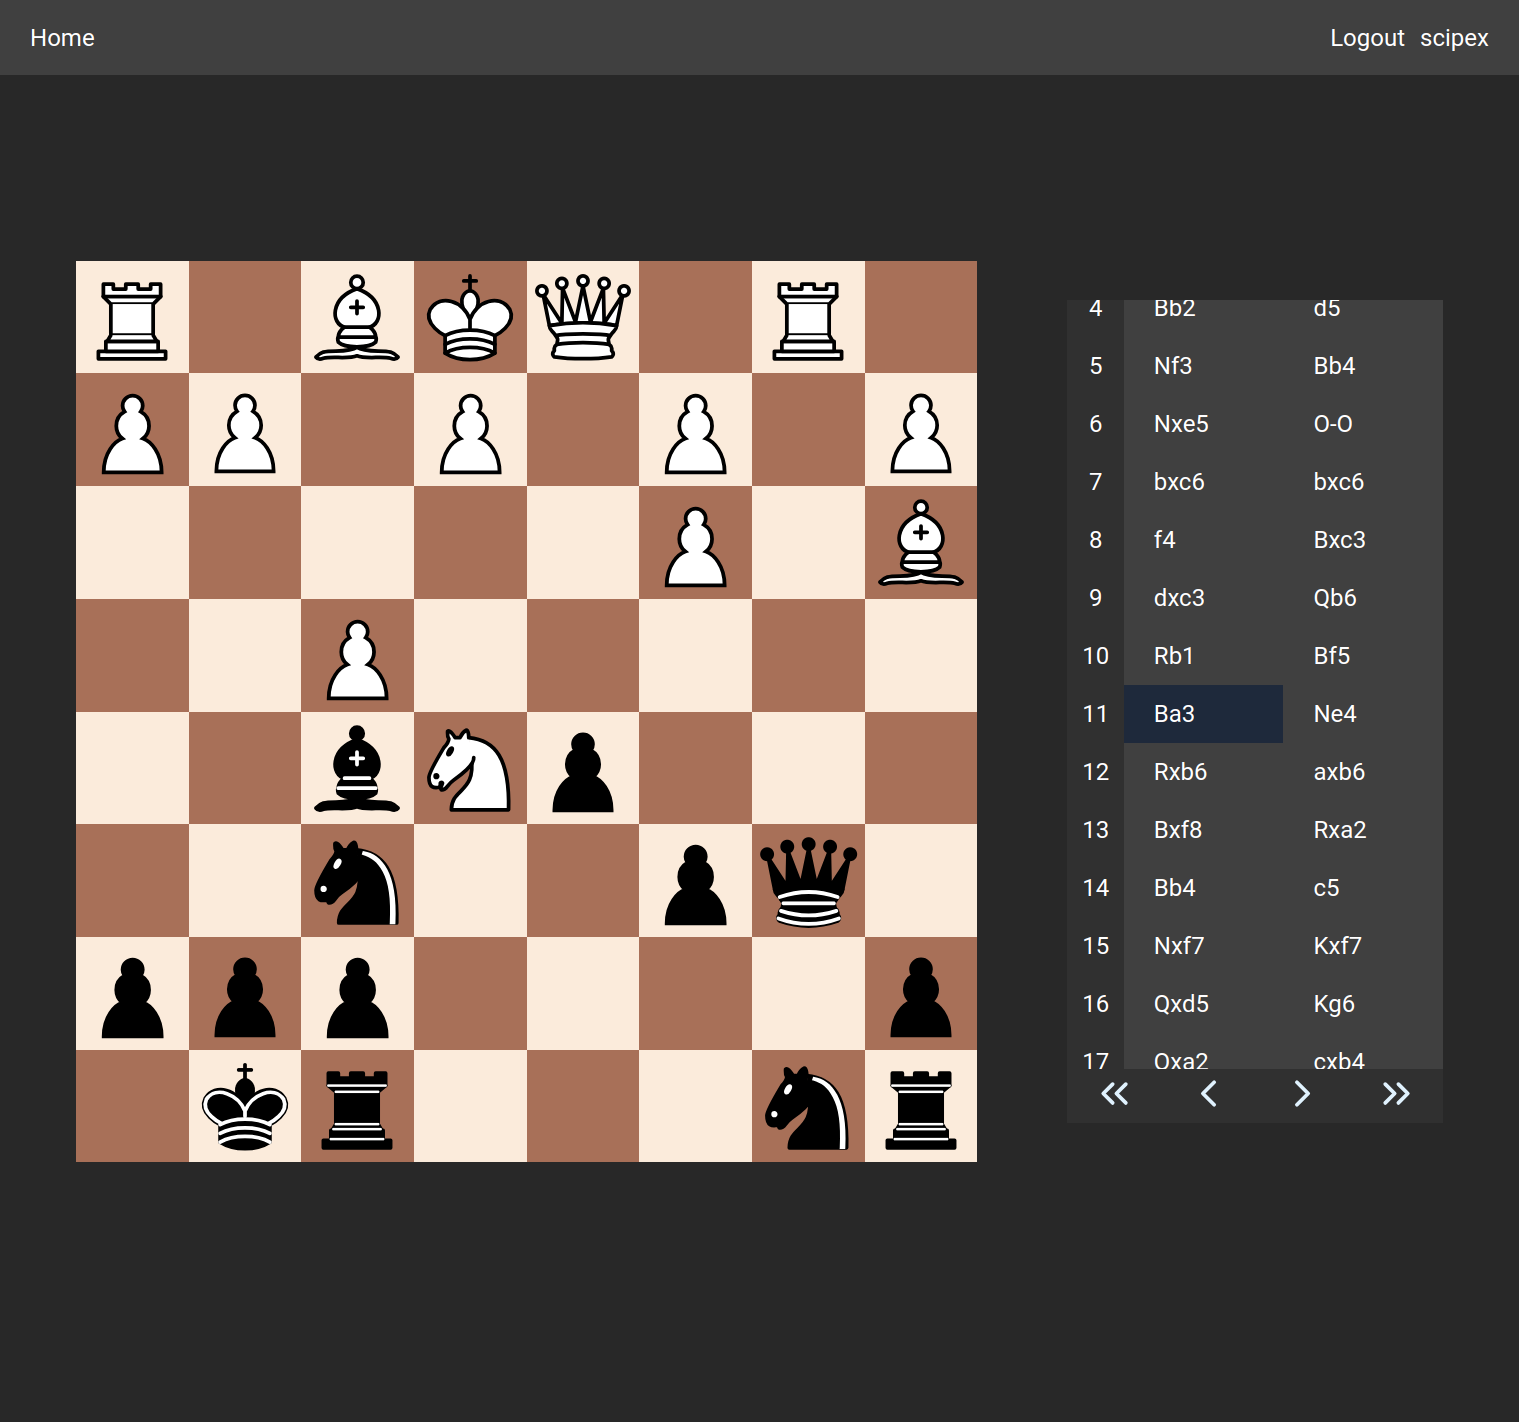 Home Logout scipex
4 Bb2 d5
5 Nf3 Bb4
6 Nxe5 O-O
7 bxc6 bxc6
8 f4 Bxc3
9 dxc3 Qb6
10 Rb1 Bf5
11 Ba3 Ne4
12 Rxb6 axb6
13 Bxf8 Rxa2
14 Bb4 c5
15 Nxf7 Kxf7
16 Qxd5 Kg6
17 Qxa2 cxb4